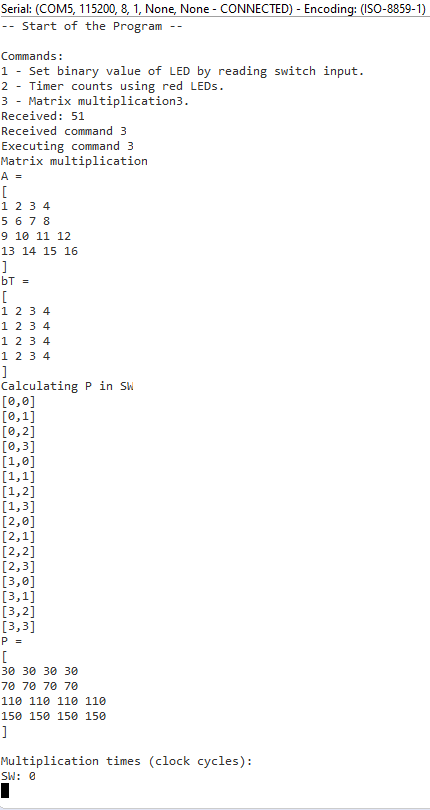 Serial: (COM5, 115200, 8, 1, None, None - CONNECTED) - Encoding: (ISO-8859-1)
-- Start of the Program --
Commands:
1 - Set binary value of LED by reading switch input.
2 - Timer counts using red LEDs.
3 - Matrix multiplication3.
Received: 51
Received command 3
Executing command 3
Matrix multiplication
A =
[
1 2 3 4
5 6 7 8
9 10 11 12
13 14 15 16
]
bT =
[
1 2 3 4
1 2 3 4
1 2 3 4
1 2 3 4
]
Calculating P in SW
[0,0]
[0,1]
[0,2]
[0,3]
[1,0]
[1,1]
[1,2]
[1,3]
[2,0]
[2,1]
[2,2]
[2,3]
[3,0]
[3,1]
[3,2]
[3,3]
P =
[
30 30 30 30
70 70 70 70
110 110 110 110
150 150 150 150
]
Multiplication times (clock cycles):
SW: 0